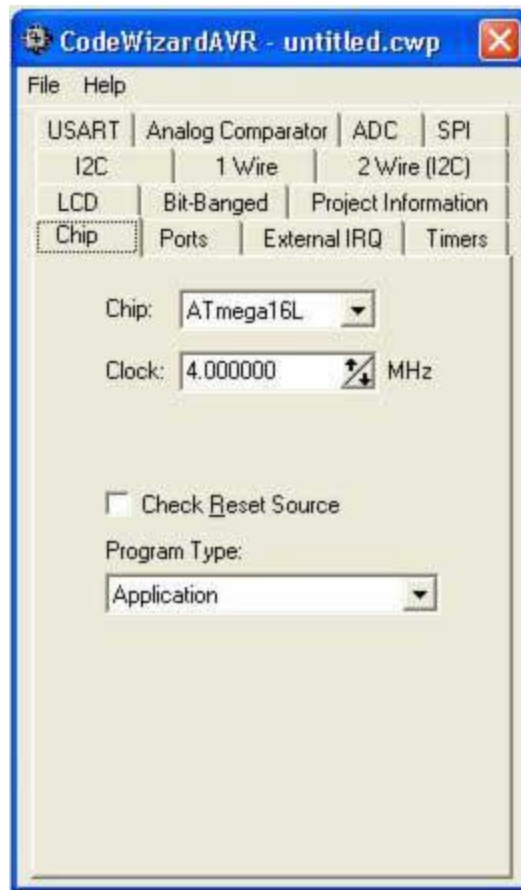 CodeWizardAVR - untitled.cwp
File Help
USART Analog Comparator ADC SPI
I2C 1 Wire 2 Wire (I2C)
LCD Bit-Banged Project Information
Chip Ports External IRQ Timers
Chip: ATmega16L
Clock: 4.000000 MHz
Check Reset Source
Program Type:
Application